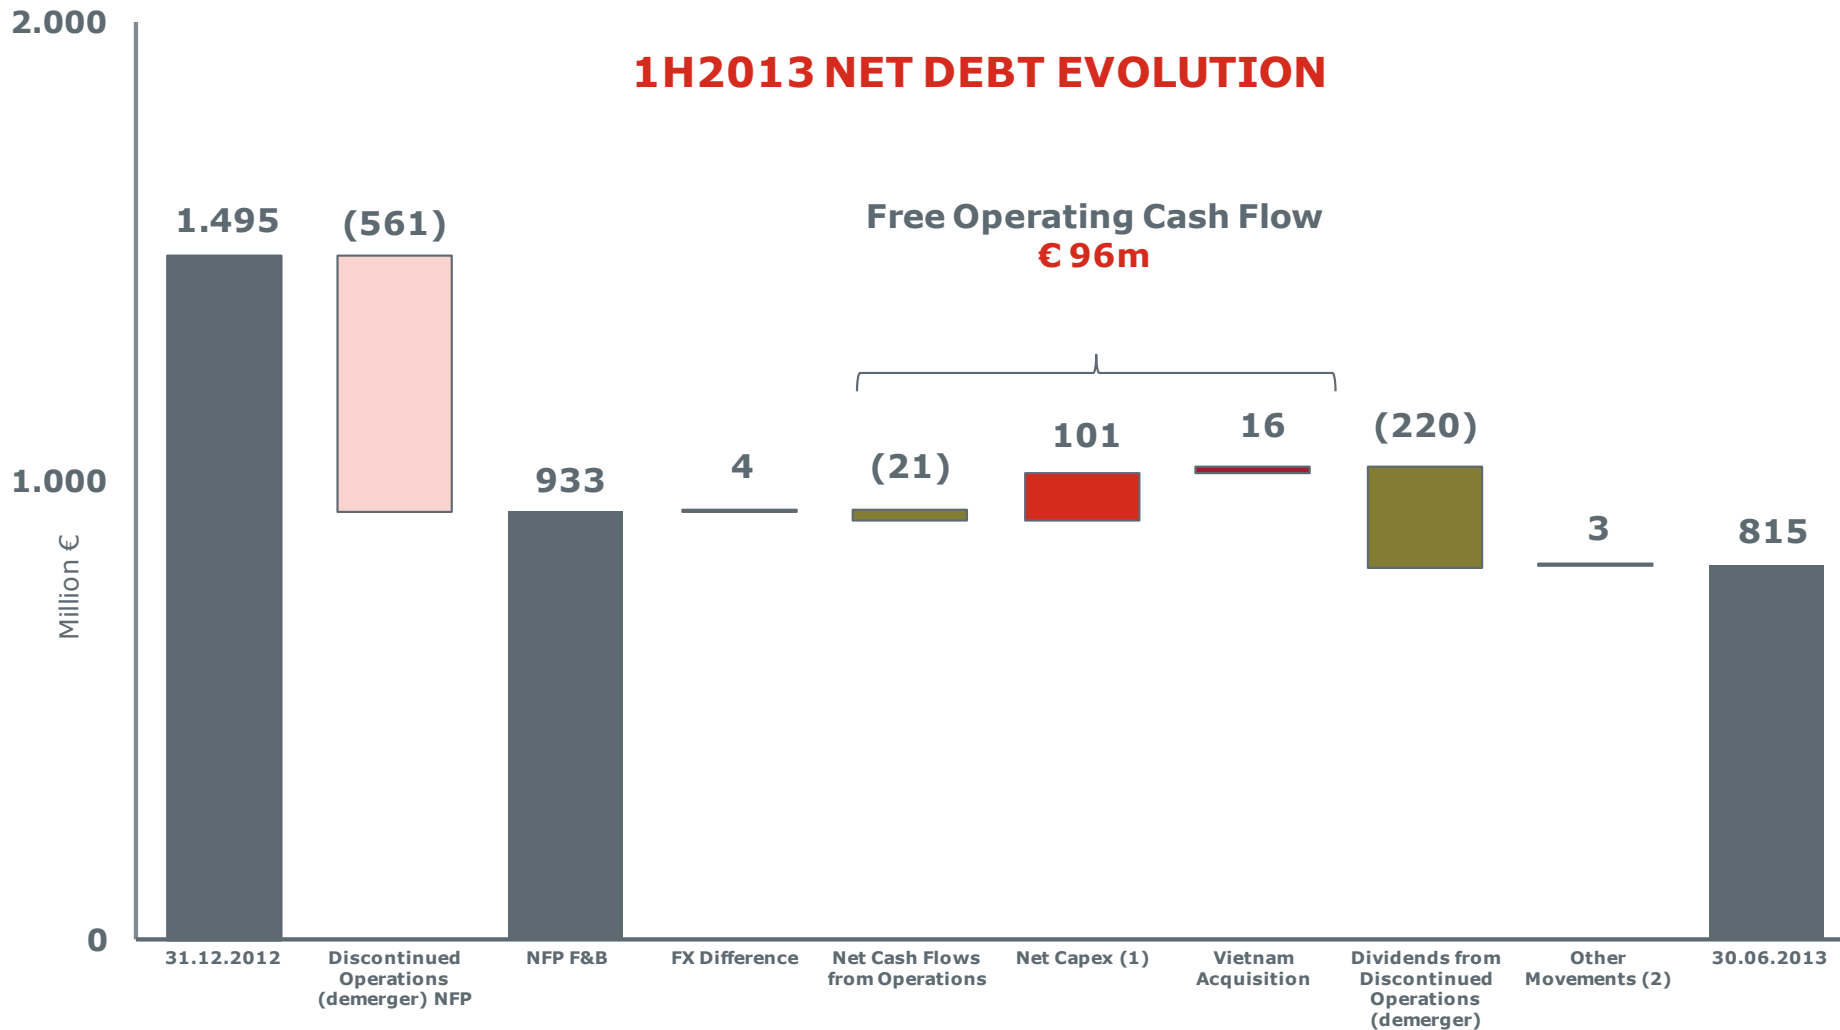 2.000
1H2013 NET DEBT EVOLUTION
1.495
(561)
Free Operating Cash Flow
€ 96m
1.000
933
4
(21)
101
16
(220)
3
815
Million €
0
31.12.2012
Discontinued
Operations
(demerger) NFP
NFP F&B
FX Difference
Net Cash Flows
from Operations
Net Capex (1)
Vietnam
Acquisition
Dividends from
Discontinued
Operations
(demerger)
Other
Movements (2)
30.06.2013